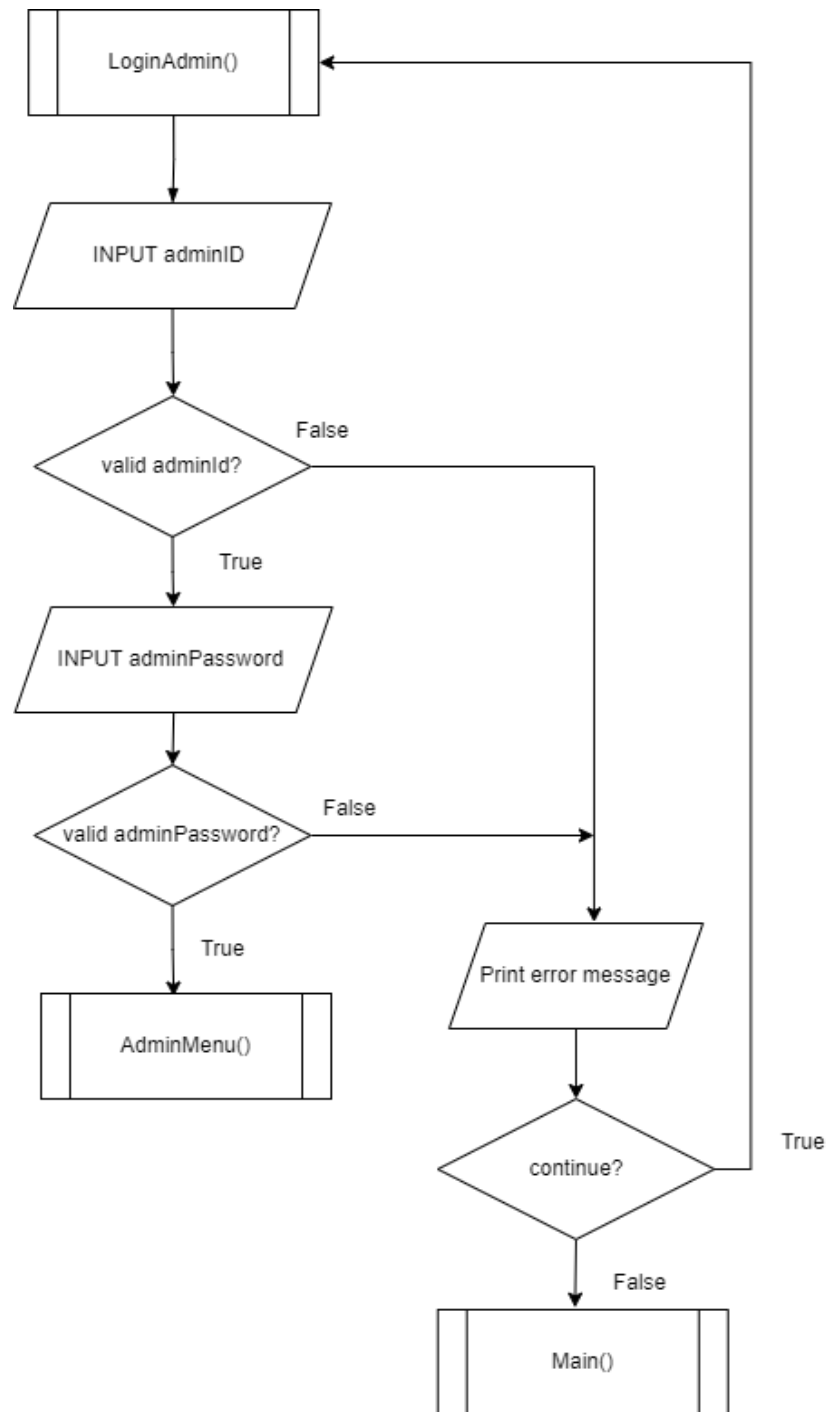 LoginAdmin()
INPUT adminID
valid adminId?
False
True
INPUT adminPassword
valid adminPassword?
False
True
AdminMenu()
Print error message
continue?
True
False
Main()